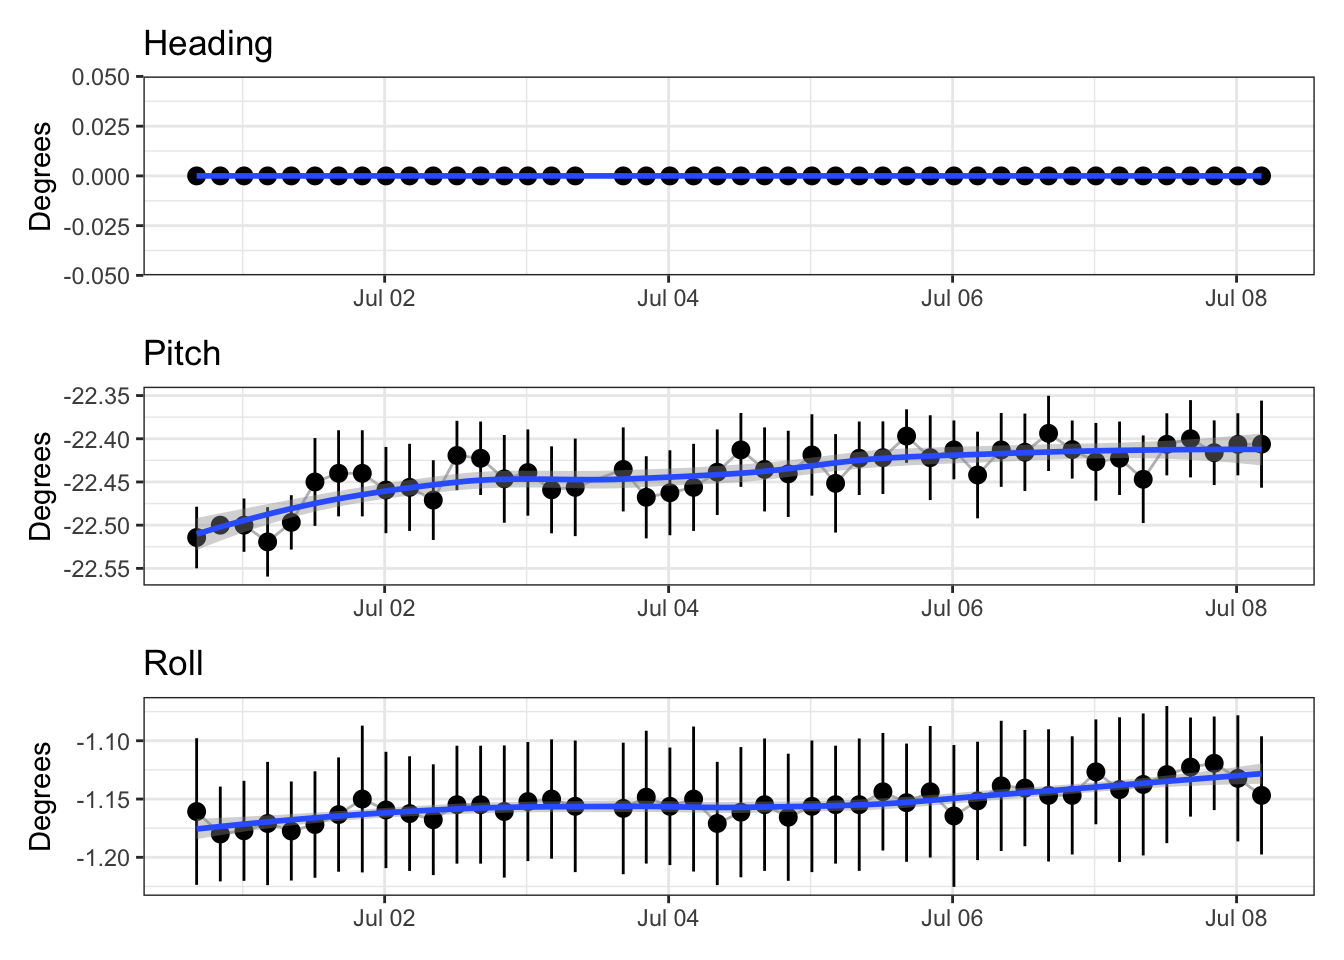 Heading
Degrees
0.050
0.025
0.000
-0.025
-0.050
Jul 02 Jul 04 Jul 06 Jul 08
Pitch
Degrees
-22.35
-22.40
-22.45
-22.50
-22.55
Jul 02 Jul 04 Jul 06 Jul 08
Roll
Degrees
-1.10
-1.15
-1.20
Jul 02 Jul 04 Jul 06 Jul 08